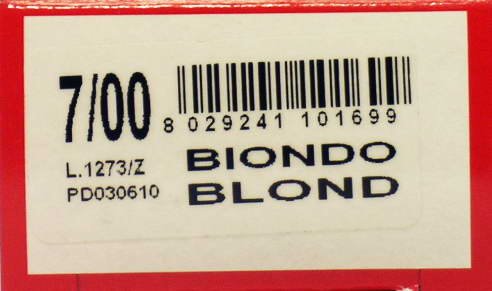 7/00
8 029241 101699
L.1273/Z
PD030610
BIONDO
BLOND